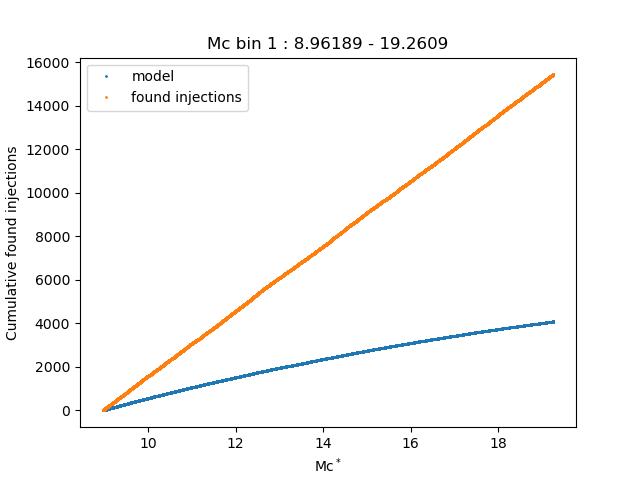 Mc bin 1 : 8.96189 - 19.2609
model
found injections
16000
14000
12000
10000
8000
6000
4000
2000
0
Cumulative found injections
10 12 14 16 18
Mc*